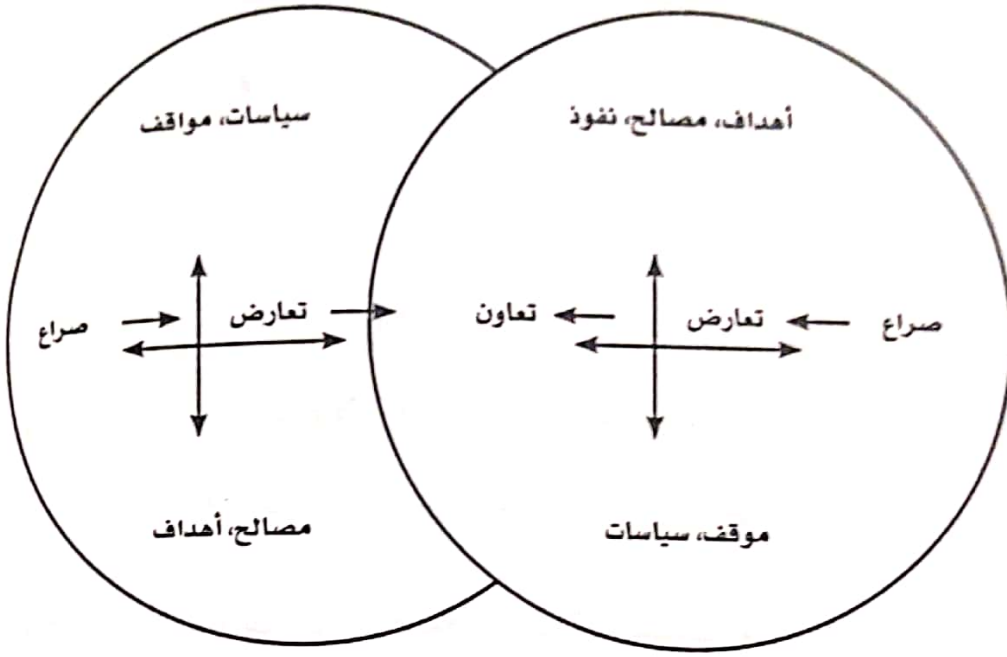 أهداف، مصالح، نفوذ
سياسات، مواقف
صراع
تعارض
تعاون
تعارض
صراع
موقف، سياسات
مصالح، أهداف